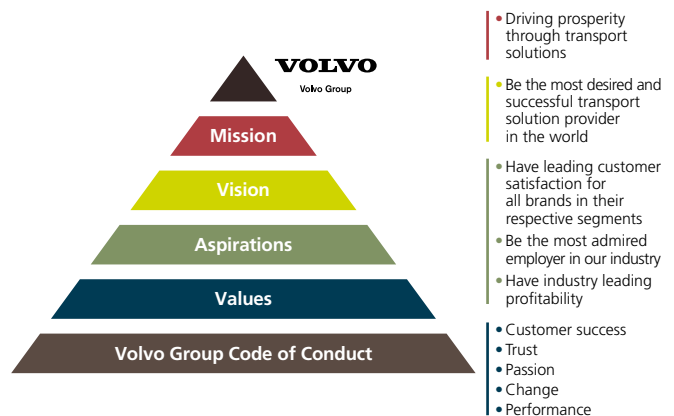 VOLVO
Volvo Group
Mission
Vision
Aspirations
Values
Volvo Group Code of Conduct
• Driving prosperity
through transport
solutions
• Be the most desired and
successful transport
solution provider
in the world
• Have leading customer
satisfaction for
all brands in their
respective segments
• Be the most admired
employer in our industry
• Have industry leading
profitability
• Customer success
• Trust
• Passion
• Change
• Performance